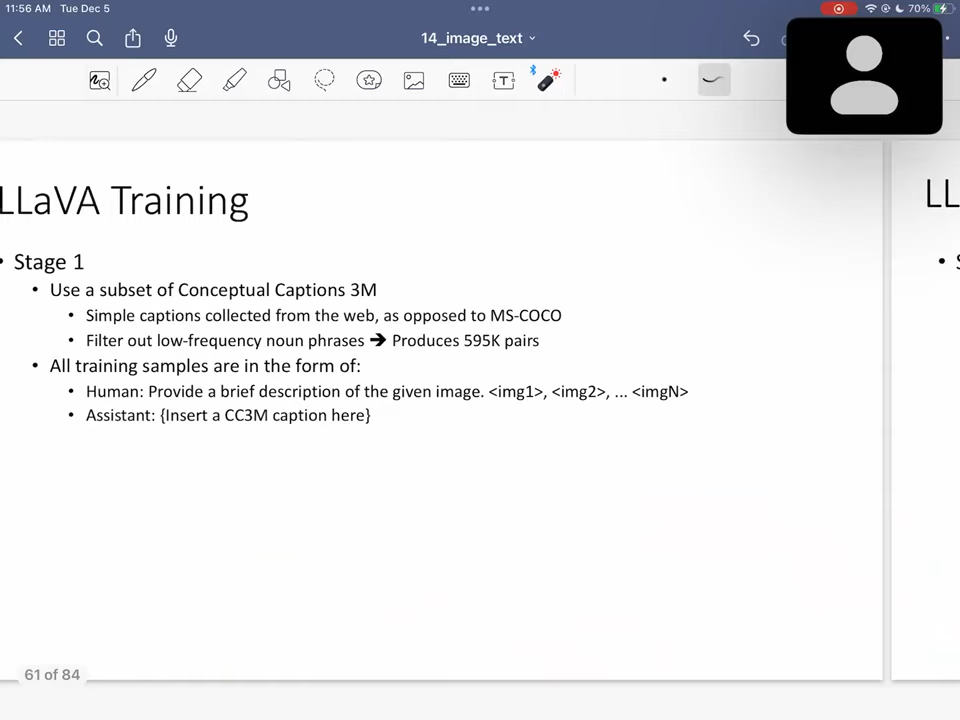 11:56 AM Tue Dec 5
70%
14_image_text
T
LLaVA Training
• Stage 1
• Use a subset of Conceptual Captions 3M
• Simple captions collected from the web, as opposed to MS-COCO
• Filter out low-frequency noun phrases ➔ Produces 595K pairs
• All training samples are in the form of:
• Human: Provide a brief description of the given image. <img1>, <img2>, ... <imgN>
• Assistant: {Insert a CC3M caption here}
LL
• S
61 of 84